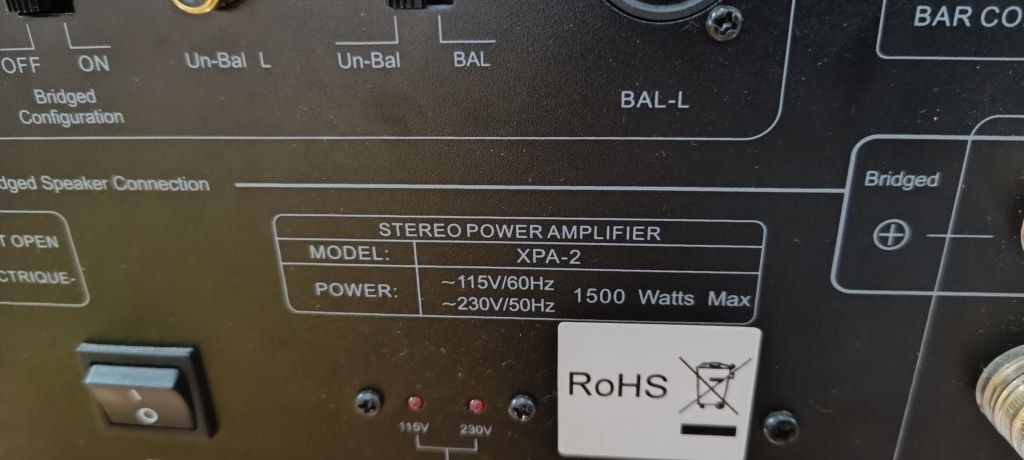 OFF ON Un-Bal L Un-Bal BAL
BAR CO
Bridged
Configuration
BAL-L
dged Speaker Connection
Bridged
T OPEN
CTRIQUE-
STEREO POWER AMPLIFIER
MODEL: XPA-2
POWER: ~115V/60Hz
~230V/50Hz 1500 Watts Max
RoHS
115V 230V